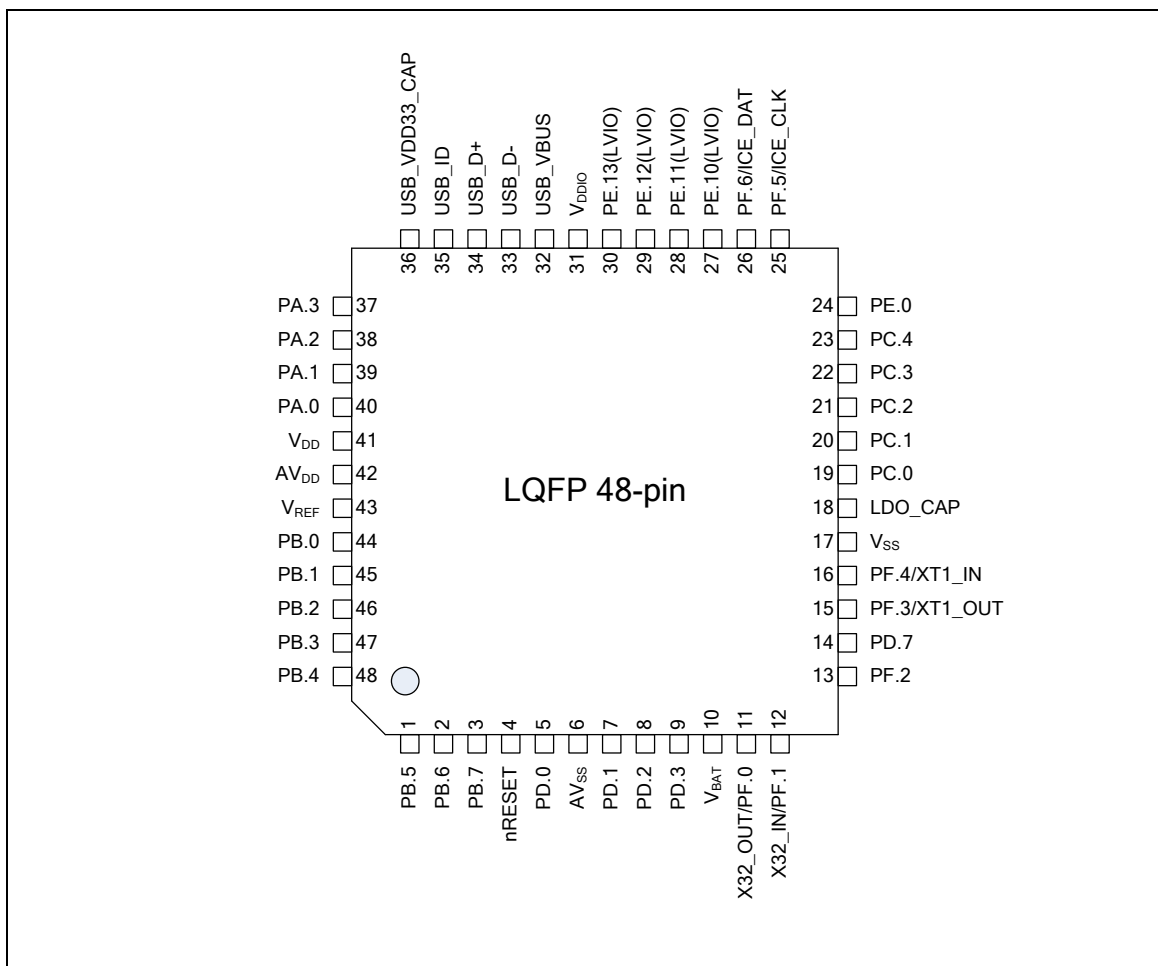 USB_VDD33_CAP
USB_ID
USB_D+
USB_D-
USB_VBUS
VDDIO
PE.13(LVIO)
PE.12(LVIO)
PE.11(LVIO)
PE.10(LVIO)
PF.6/ICE_DAT
PF.5/ICE_CLK
36 35 34 33 32 31 30 29 28 27 26 25
PA.3 37
PA.2 38
PA.1 39
PA.0 40
VDD 41
AVDD 42
VREF 43
PB.0 44
PB.1 45
PB.2 46
PB.3 47
PB.4 48
LQFP 48-pin
24 PE.0
23 PC.4
22 PC.3
21 PC.2
20 PC.1
19 PC.0
18 LDO_CAP
17 VSS
16 PF.4/XT1_IN
15 PF.3/XT1_OUT
14 PD.7
13 PF.2
1 2 3 4 5 6 7 8 9 10 11 12
PB.5
PB.6
PB.7
nRESET
PD.0
AVSS
PD.1
PD.2
PD.3
VBAT
X32_OUT/PF.0
X32_IN/PF.1